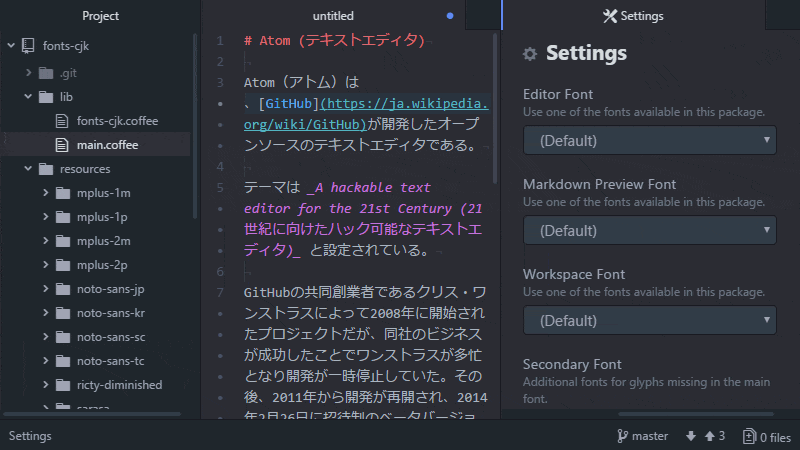 Project
fonts-cjk
.git
lib
fonts-cjk.coffee
main.coffee
resources
mplus-1m
mplus-1p
mplus-2m
mplus-2p
noto-sans-jp
noto-sans-kr
noto-sans-sc
noto-sans-tc
ricty-diminished
untitled
1 # Atom (テキストエディタ)
2
3 Atom（アトム）は
、[GitHub](https://ja.wikipedia.
org/wiki/GitHub)が開発したオープ
ンソースのテキストエディタである。
4
5 テーマは _A hackable text
editor for the 21st Century (21
世紀に向けたハック可能なテキストエ
ディタ)_ と設定されている。
6
7 GitHubの共同創業者であるクリス・ワ
ンストラスによって2008年に開始され
たプロジェクトだが、同社のビジネス
が成功したことでワンストラスが多忙
となり開発が一時停止していた。その
後、2011年から開発が再開され、2014
年2月26日に招待制のベータバージョ
Settings
Settings
Editor Font
Use one of the fonts available in this package.
(Default)
Markdown Preview Font
Use one of the fonts available in this package.
(Default)
Workspace Font
Use one of the fonts available in this package.
(Default)
Secondary Font
Additional fonts for glyphs missing in the main
font.
Settings
master
3
0 files